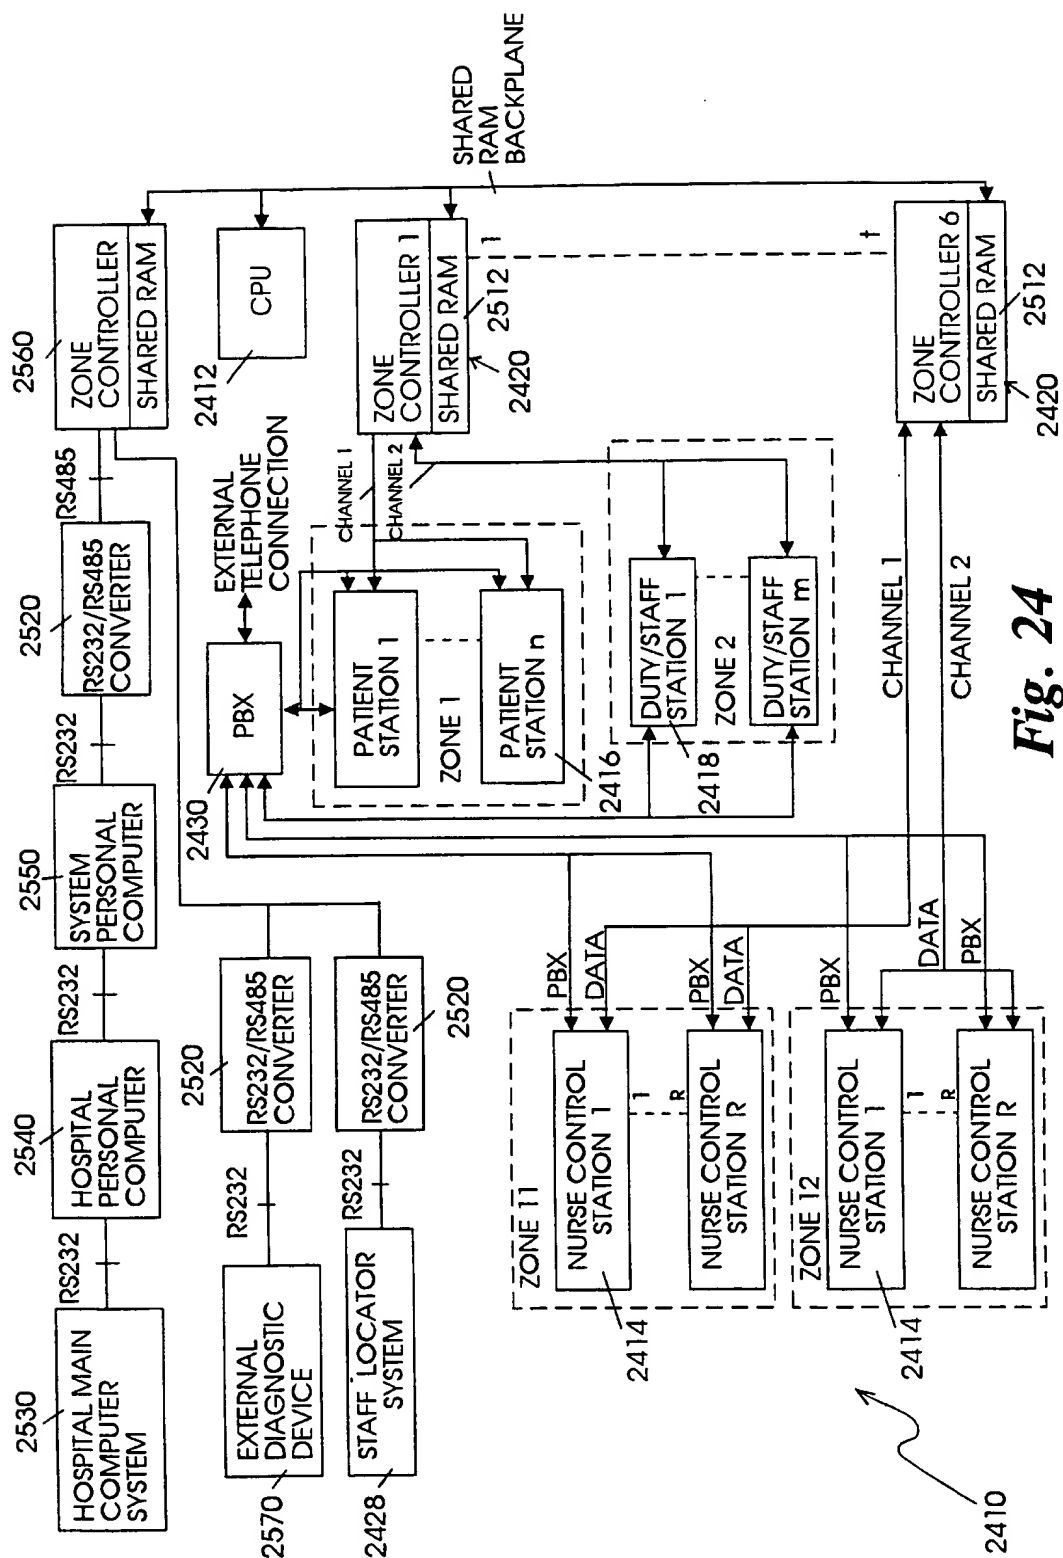 2530
HOSPITAL MAIN
COMPUTER
SYSTEM
RS232
2540
HOSPITAL
PERSONAL
COMPUTER
RS232
2550
SYSTEM
PERSONAL
COMPUTER
RS232
2520
RS232/RS485
CONVERTER
RS485
2560
ZONE
CONTROLLER
SHARED RAM
2570
EXTERNAL
DIAGNOSTIC
DEVICE
RS232
2520
RS232/RS485
CONVERTER
2428
STAFF LOCATOR
SYSTEM
RS232
RS232/RS485
CONVERTER
2520
2430
PBX
EXTERNAL
TELEPHONE
CONNECTION
2412
CPU
SHARED
RAM
BACKPLANE
PATIENT
STATION 1
ZONE 1
PATIENT
STATION n
2416
CHANNEL 1
CHANNEL 2
ZONE
CONTROLLER 1
SHARED RAM
2512
2420
1
t
DUTY/STAFF
STATION 1
2418
ZONE 2
DUTY/STAFF
STATION m
ZONE 11
NURSE CONTROL
STATION 1
2414
1
R
NURSE CONTROL
STATION R
PBX
DATA
PBX
DATA
ZONE 12
NURSE CONTROL
STATION 1
2414
1
R
NURSE CONTROL
STATION R
PBX
DATA
PBX
CHANNEL 1
CHANNEL 2
ZONE
CONTROLLER 6
SHARED RAM
2512
2420
2410
Fig. 24